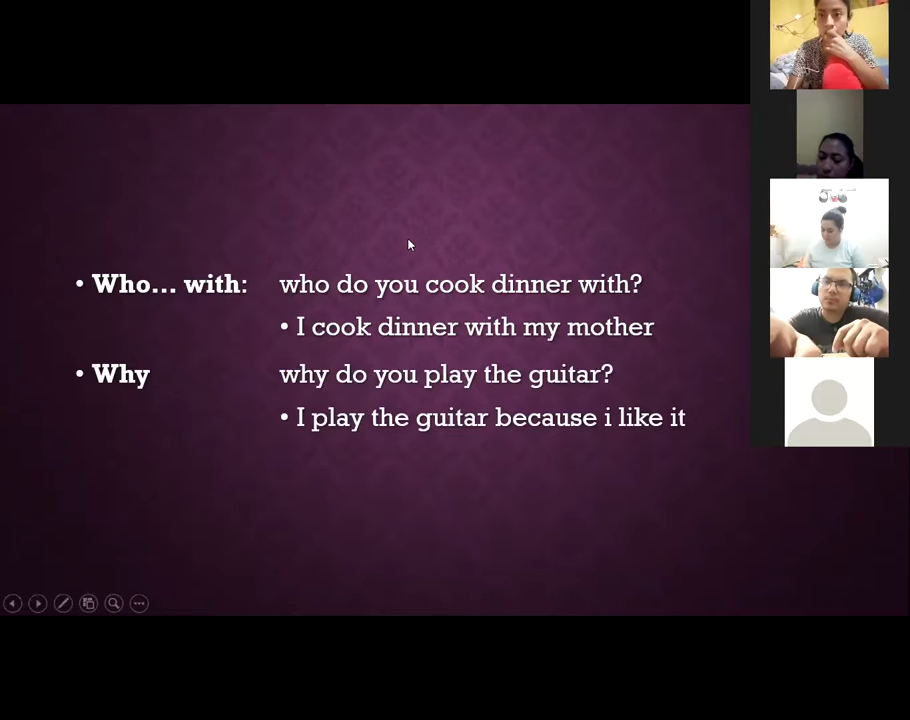 • Who... with: who do you cook dinner with?
• I cook dinner with my mother
• Why why do you play the guitar?
• I play the guitar because i like it